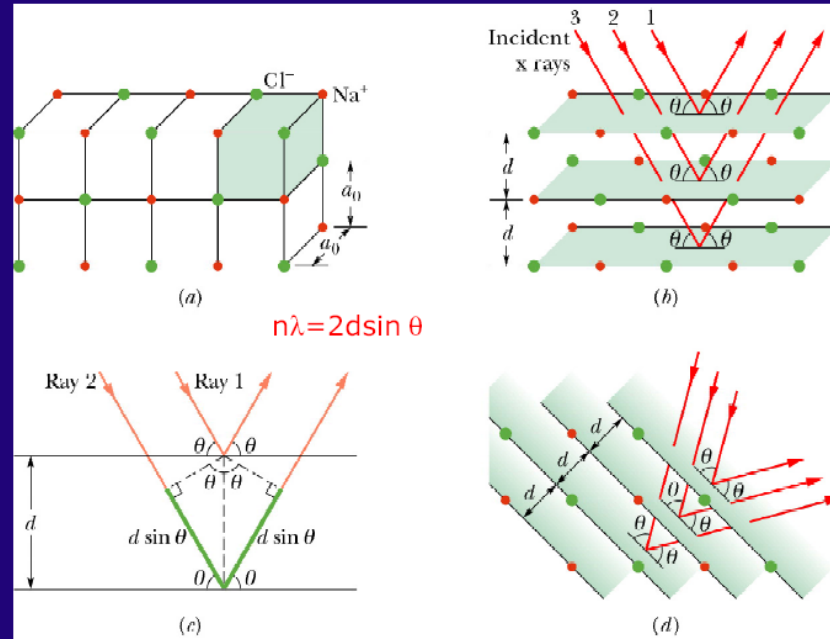 Cl⁻
Na⁺
a₀
a₀
(a)
3 2 1
Incident
x rays
θ θ
d
θ θ
d
θ θ
(b)
nλ=2dsin θ
Ray 2 Ray 1
θ θ
θ θ
d
d sin θ d sin θ
θ θ
(c)
d
d
d
θ
θ
θ
θ
θ
θ
(d)